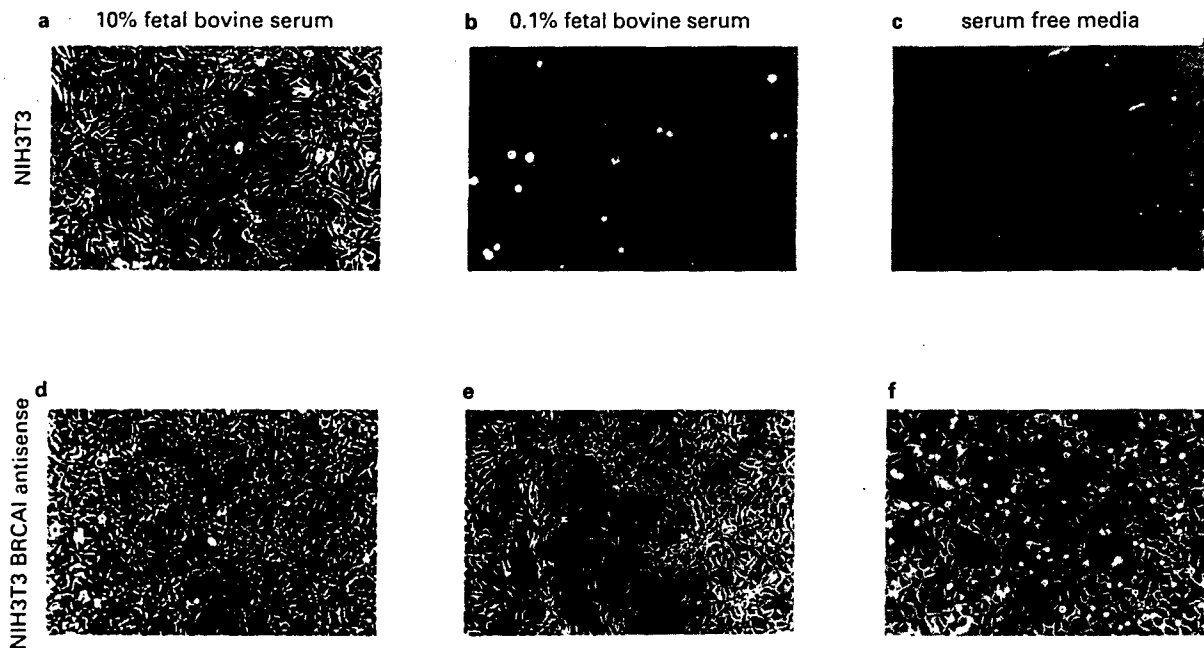 a 10% fetal bovine serum
b 0.1% fetal bovine serum
c serum free media
NIH3T3
d
e
f
NIH3T3 BRCAI antisense